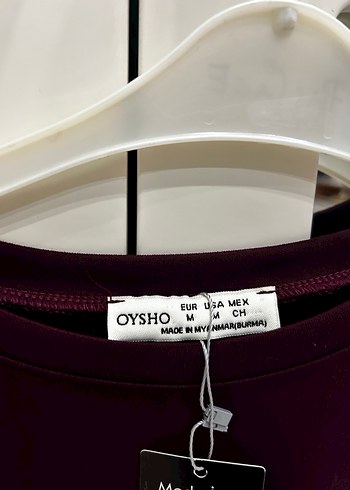 OYSHO
EUR USA MEX
M M CH
MADE IN MYANMAR(BURMA)